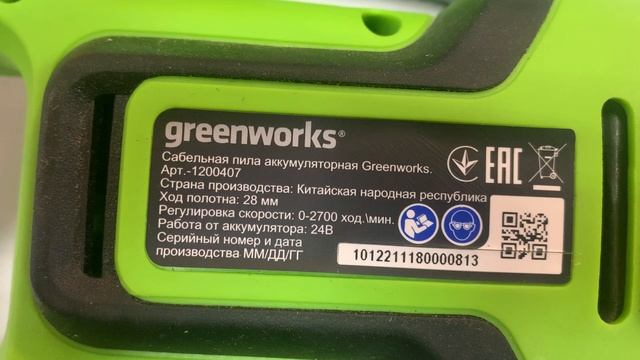 greenworks®
Сабельная пила аккумуляторная Greenworks.
Арт.-1200407
Страна производства: Китайская народная республика
Ход полотна: 28 мм
Регулировка скорости: 0-2700 ход.\мин.
Работа от аккумулятора: 24В
Серийный номер и дата
производства ММ/ДД/ГГ
1012211180000813
EAC